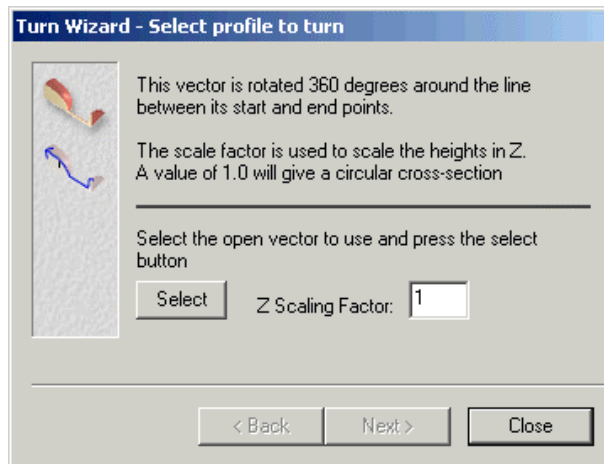 Turn Wizard - Select profile to turn
This vector is rotated 360 degrees around the line
between its start and end points.
The scale factor is used to scale the heights in Z.
A value of 1.0 will give a circular cross-section
Select the open vector to use and press the select
button
Select Z Scaling Factor: 1
< Back Next > Close